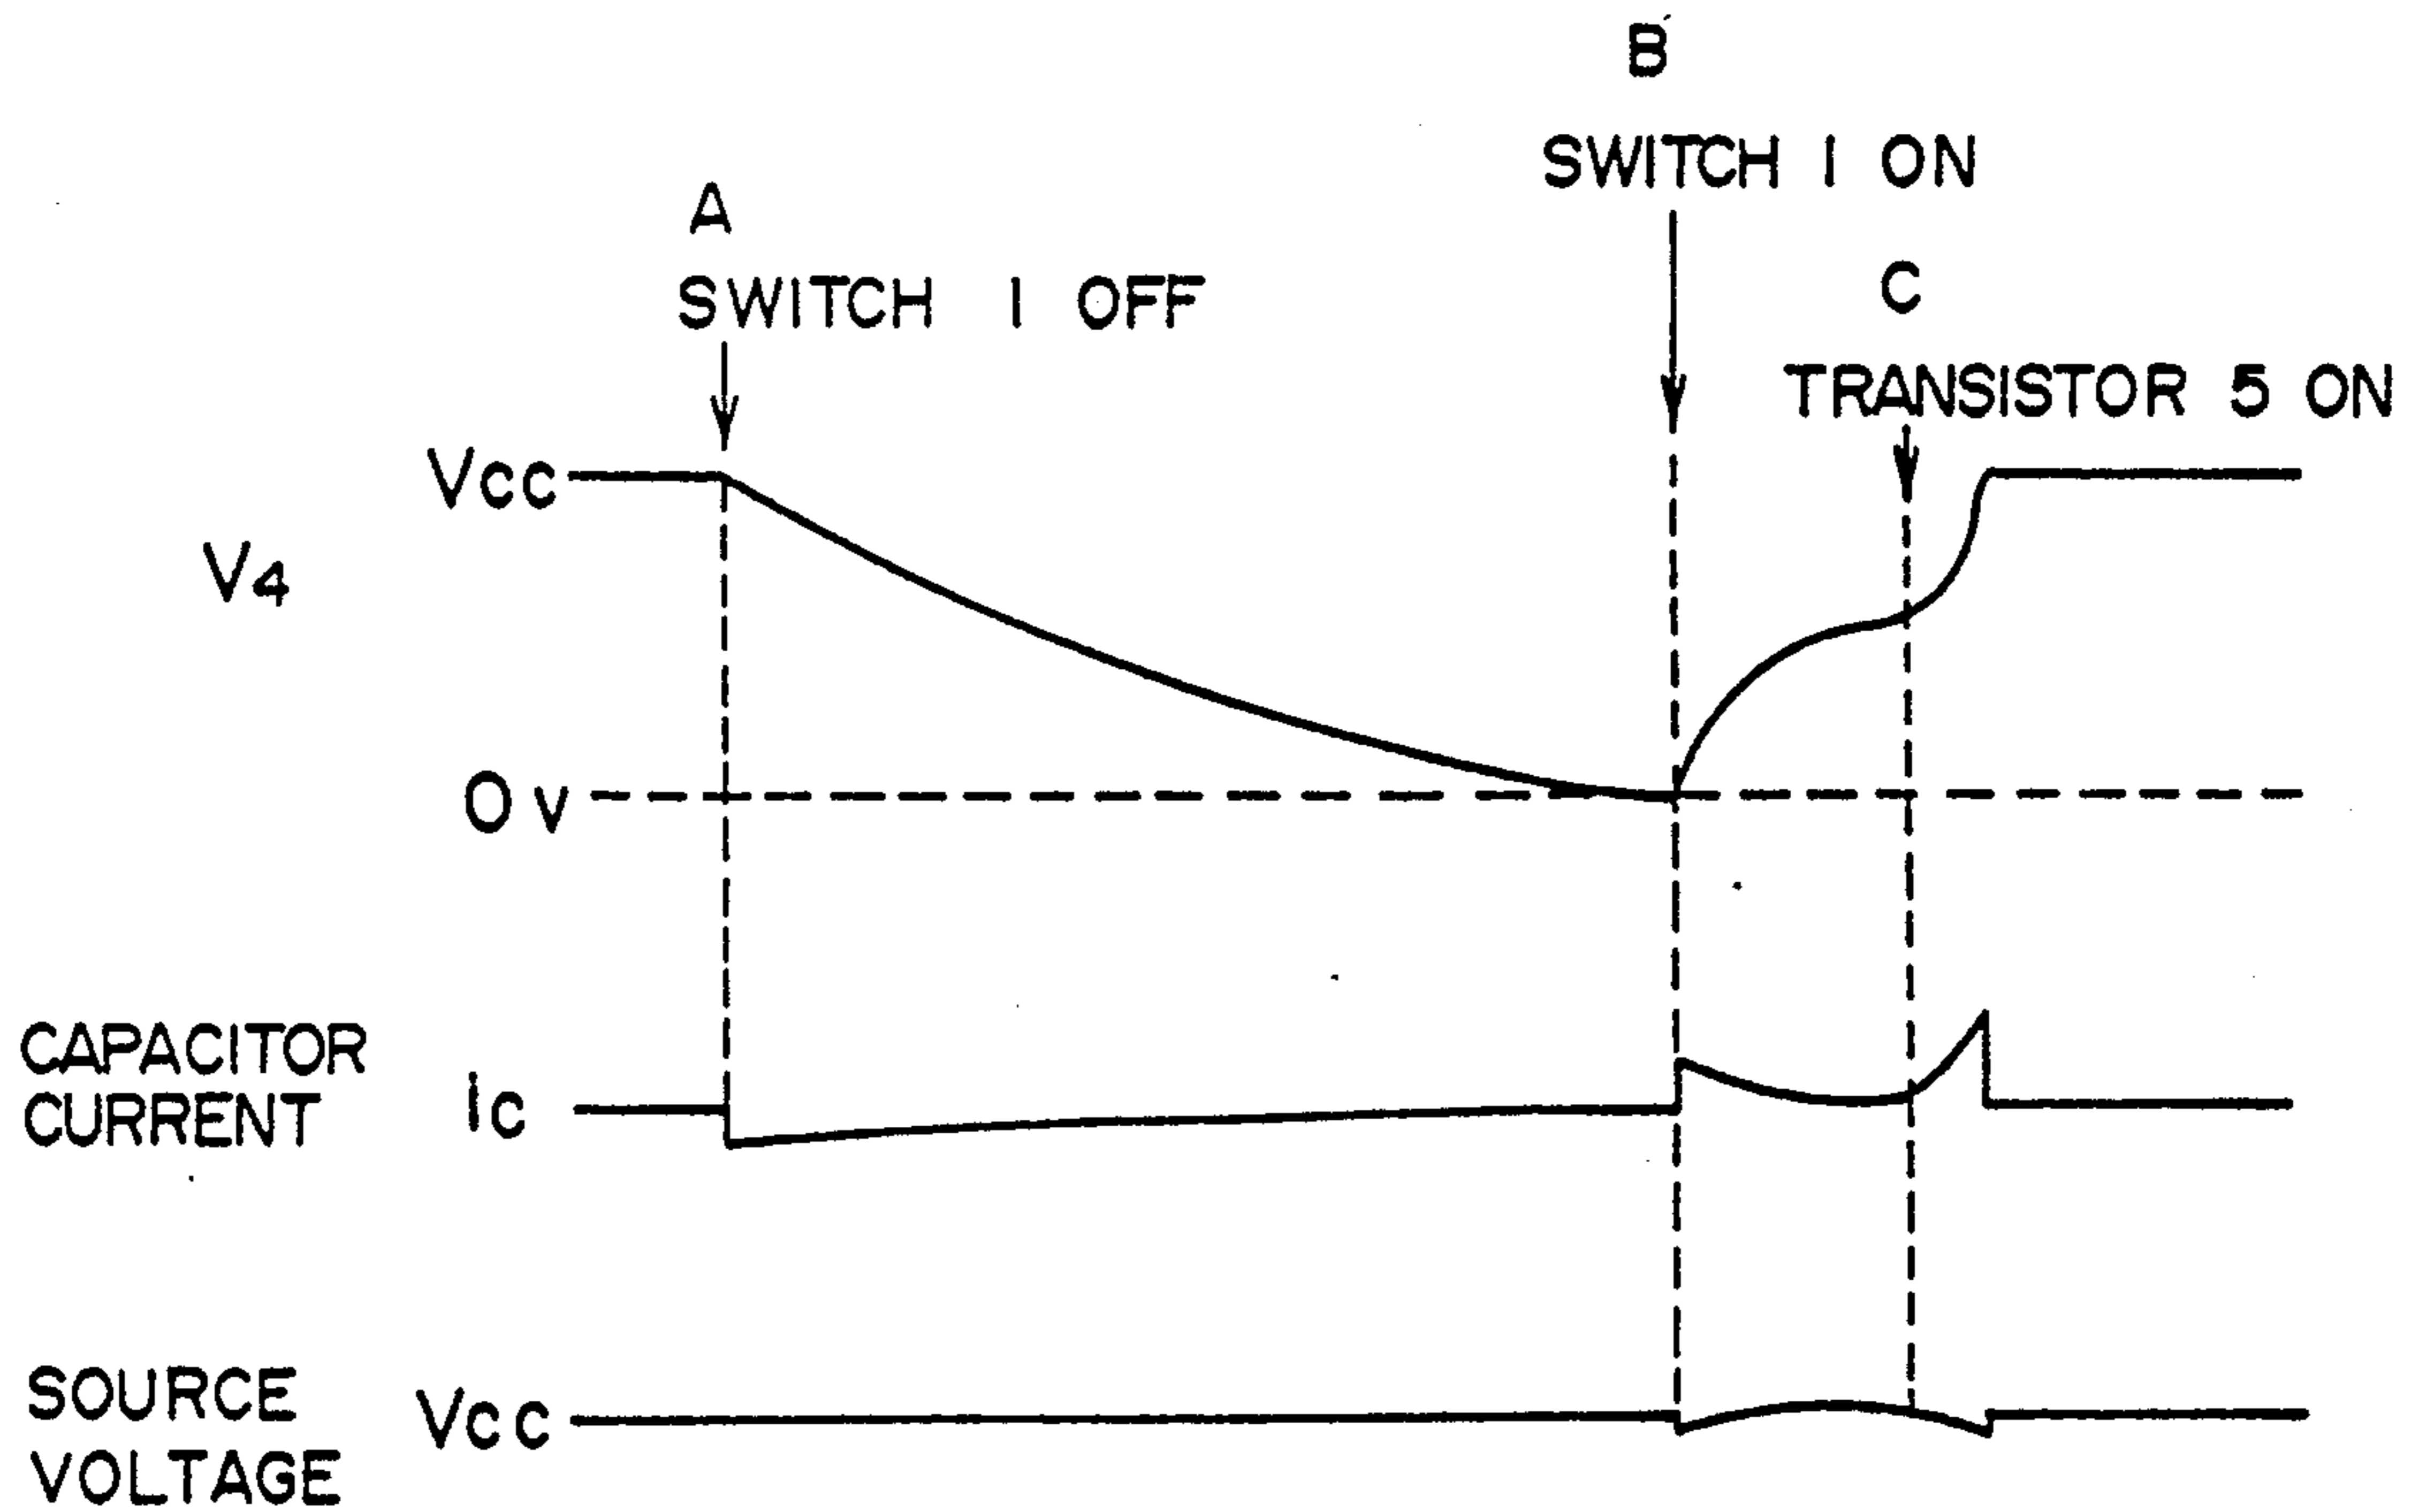 B
SWITCH 1 ON
A
SWITCH 1 OFF
C
TRANSISTOR 5 ON
Vcc
V4
0 v
CAPACITOR
CURRENT
Ic
SOURCE
VOLTAGE
Vcc